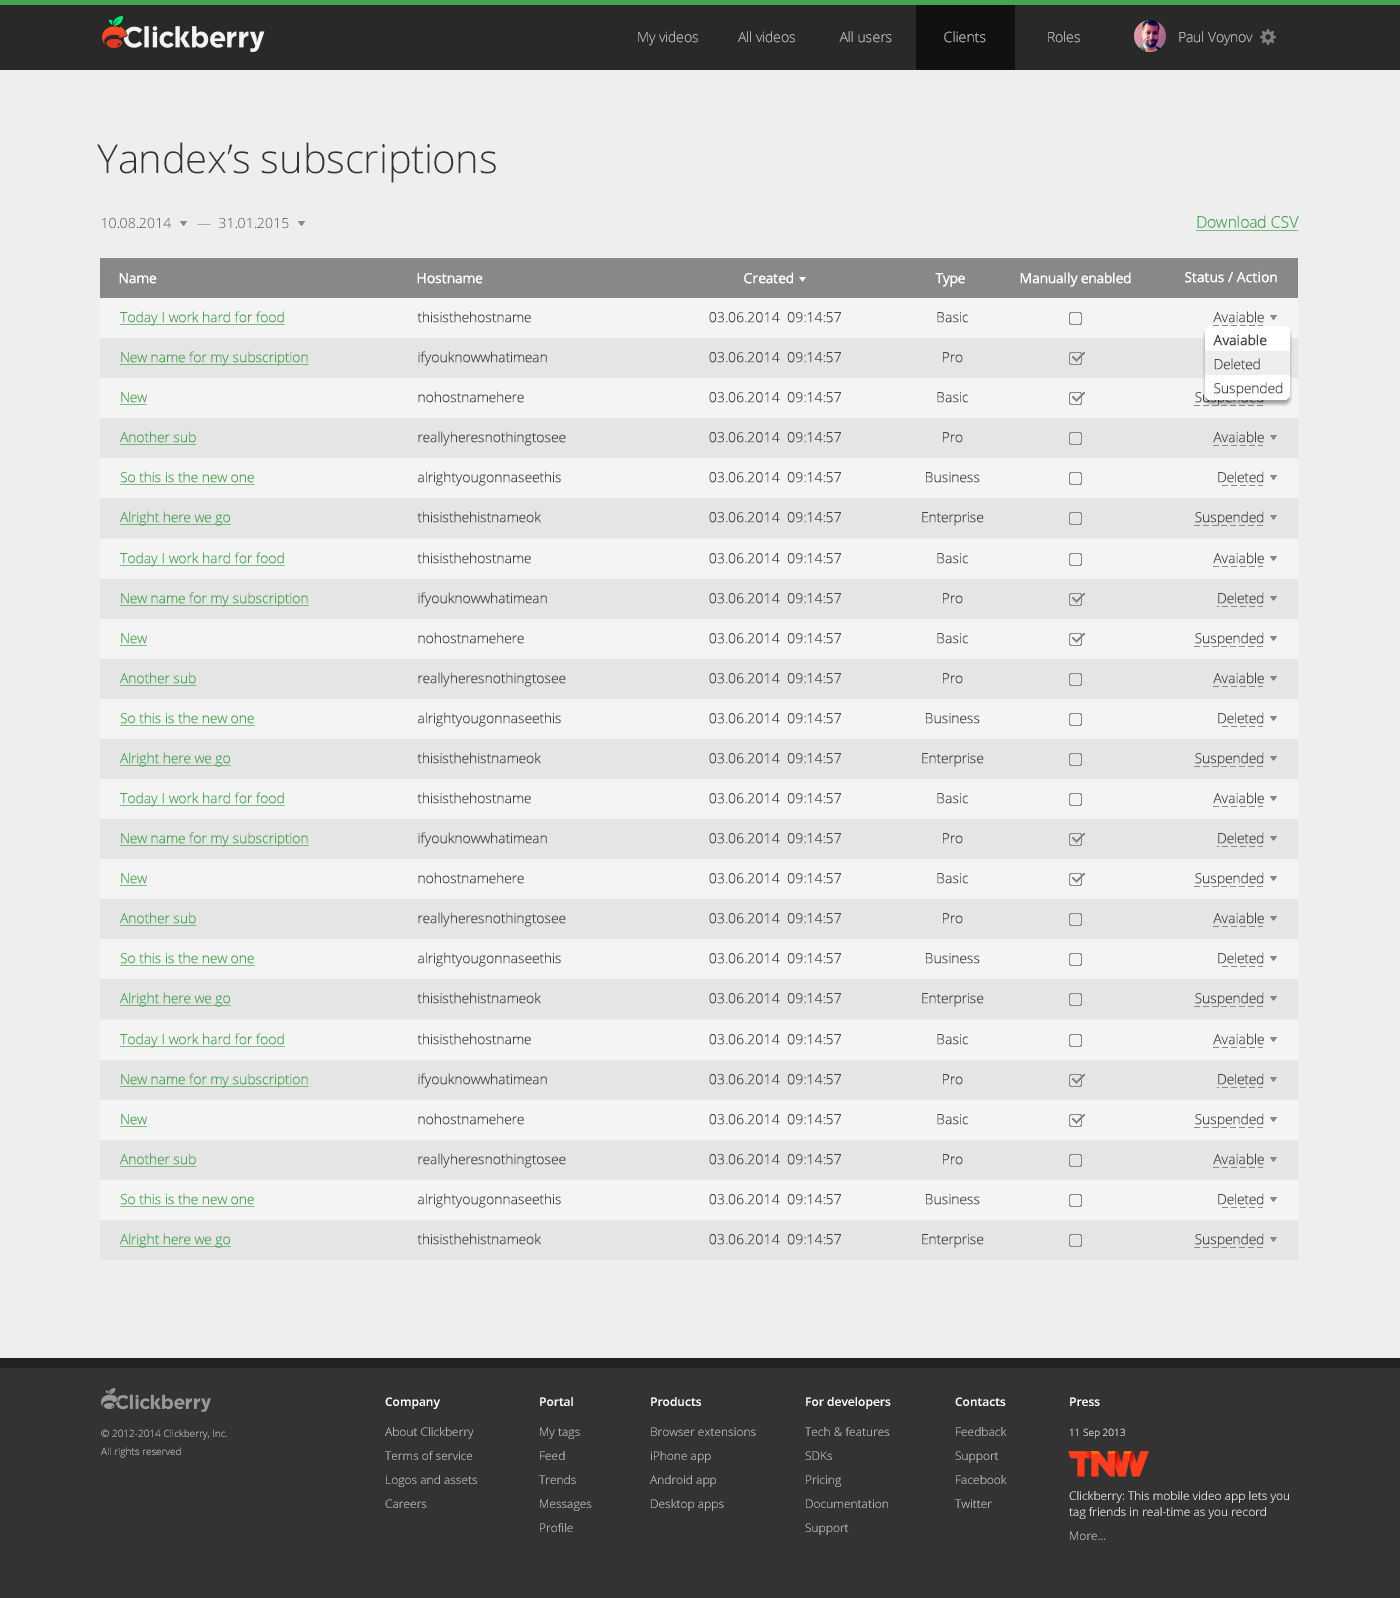 Clickberry My videos All videos All users Clients Roles Paul Voynov
Yandex’s subscriptions
10.08.2014 — 31.01.2015 Download CSV
Name Hostname Created Type Manually enabled Status / Action
Today I work hard for food thisisthehostname 03.06.2014 09:14:57 Basic Avaiable
Avaiable
New name for my subscription ifyouknowwhatimean 03.06.2014 09:14:57 Pro
Deleted
Suspended
New nohostnamehere 03.06.2014 09:14:57 Basic Suspended
Another sub reallyheresnothingtosee 03.06.2014 09:14:57 Pro Avaiable
So this is the new one alrightyougonnaseethis 03.06.2014 09:14:57 Business Deleted
Alright here we go thisisthehistnameok 03.06.2014 09:14:57 Enterprise Suspended
Today I work hard for food thisisthehostname 03.06.2014 09:14:57 Basic Avaiable
New name for my subscription ifyouknowwhatimean 03.06.2014 09:14:57 Pro Deleted
New nohostnamehere 03.06.2014 09:14:57 Basic Suspended
Another sub reallyheresnothingtosee 03.06.2014 09:14:57 Pro Avaiable
So this is the new one alrightyougonnaseethis 03.06.2014 09:14:57 Business Deleted
Alright here we go thisisthehistnameok 03.06.2014 09:14:57 Enterprise Suspended
Today I work hard for food thisisthehostname 03.06.2014 09:14:57 Basic Avaiable
New name for my subscription ifyouknowwhatimean 03.06.2014 09:14:57 Pro Deleted
New nohostnamehere 03.06.2014 09:14:57 Basic Suspended
Another sub reallyheresnothingtosee 03.06.2014 09:14:57 Pro Avaiable
So this is the new one alrightyougonnaseethis 03.06.2014 09:14:57 Business Deleted
Alright here we go thisisthehistnameok 03.06.2014 09:14:57 Enterprise Suspended
Today I work hard for food thisisthehostname 03.06.2014 09:14:57 Basic Avaiable
New name for my subscription ifyouknowwhatimean 03.06.2014 09:14:57 Pro Deleted
New nohostnamehere 03.06.2014 09:14:57 Basic Suspended
Another sub reallyheresnothingtosee 03.06.2014 09:14:57 Pro Avaiable
So this is the new one alrightyougonnaseethis 03.06.2014 09:14:57 Business Deleted
Alright here we go thisisthehistnameok 03.06.2014 09:14:57 Enterprise Suspended
Clickberry
© 2012-2014 Clickberry, Inc.
All rights reserved
Company
About Clickberry
Terms of service
Logos and assets
Careers
Portal
My tags
Feed
Trends
Messages
Profile
Products
Browser extensions
iPhone app
Android app
Desktop apps
For developers
Tech & features
SDKs
Pricing
Documentation
Support
Contacts
Feedback
Support
Facebook
Twitter
Press
11 Sep 2013
TNW
Clickberry: This mobile video app lets you
tag friends in real-time as you record
More...